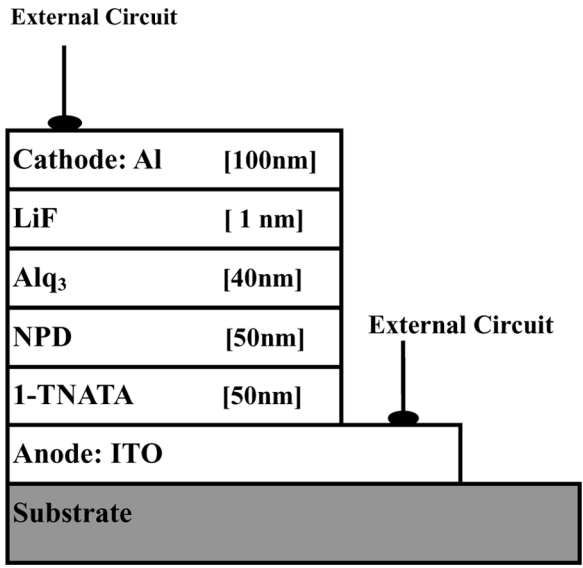 External Circuit
Cathode: Al [100nm]
LiF [ 1 nm]
Alq₃ [40nm]
NPD [50nm]
External Circuit
1-TNATA [50nm]
Anode: ITO
Substrate